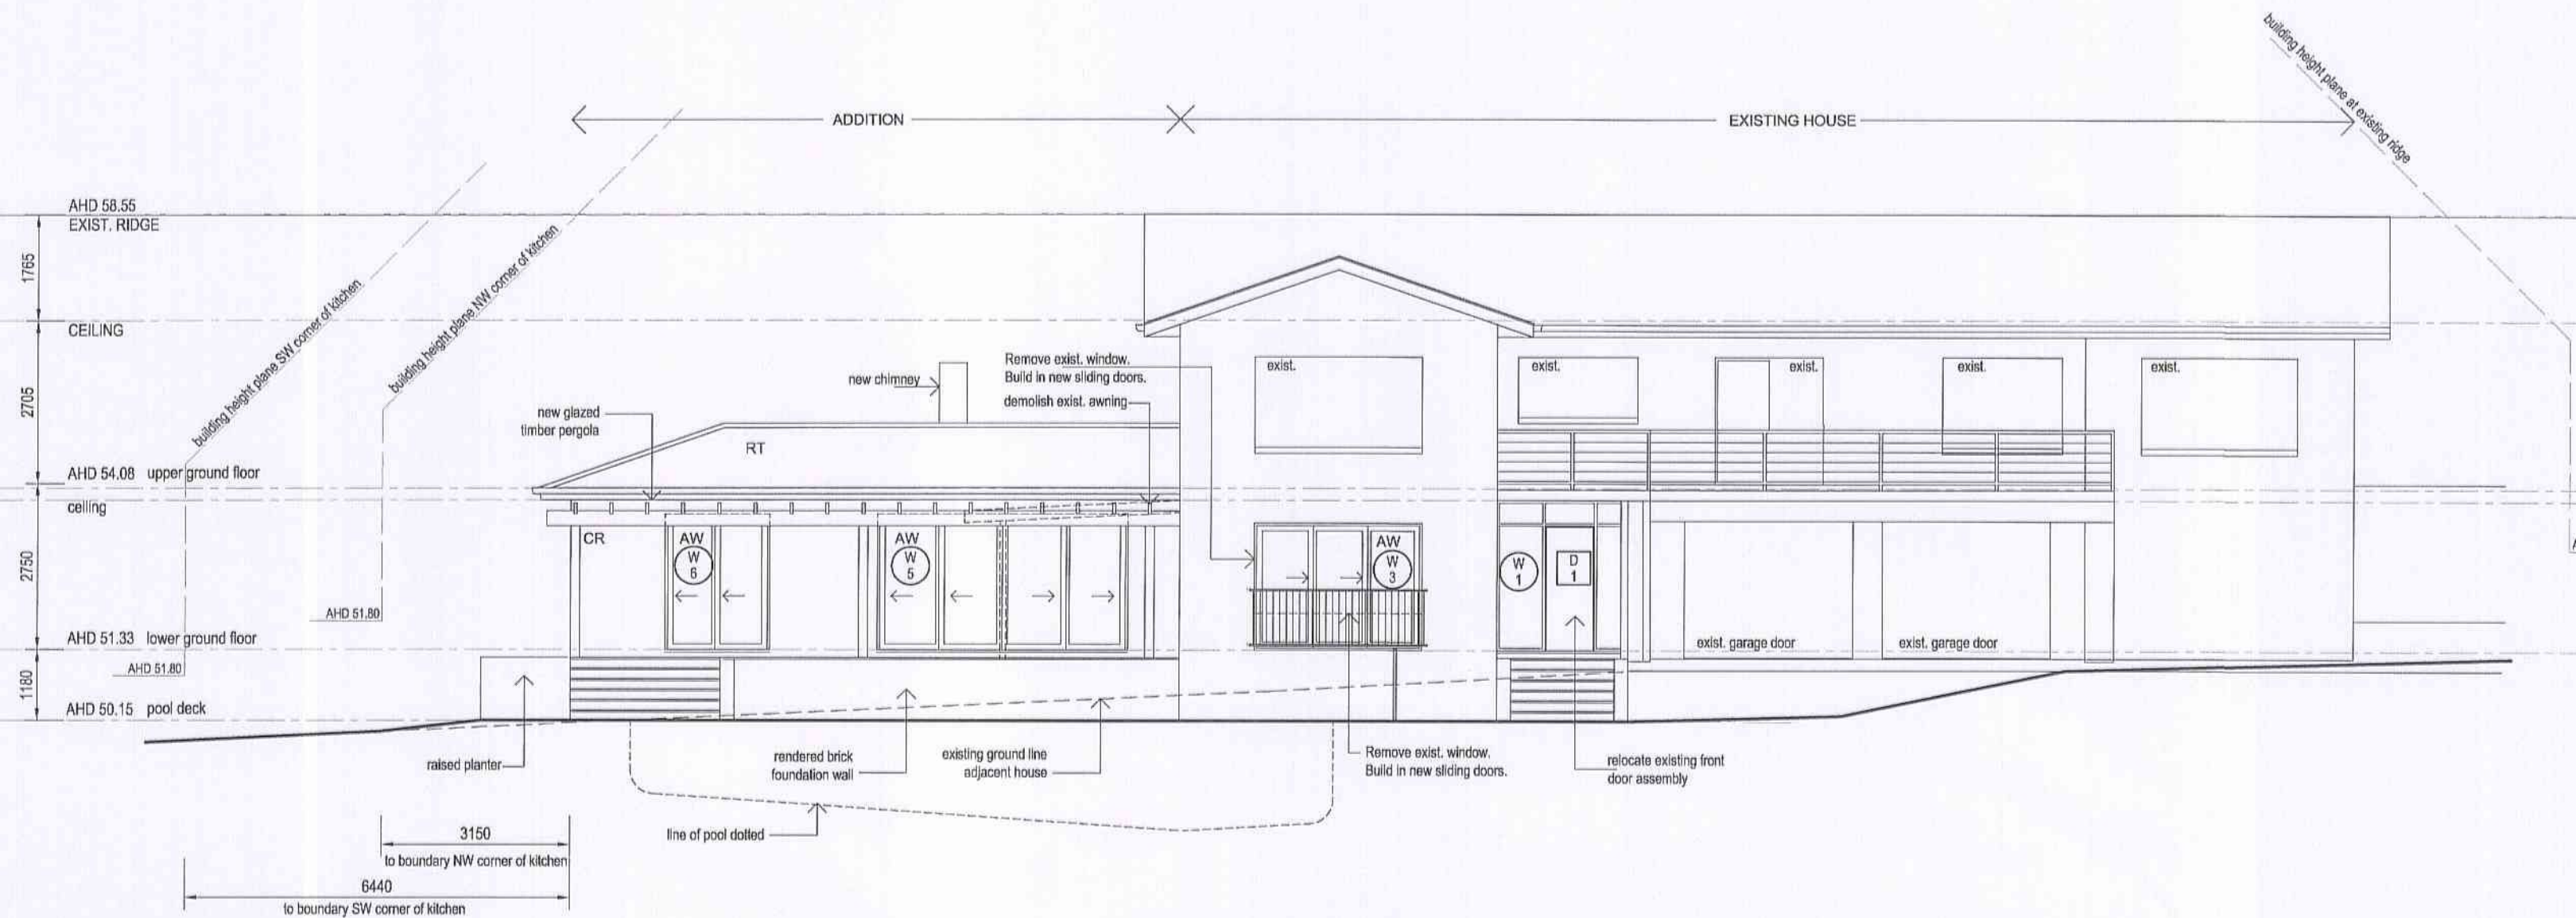 building height plane at existing ridge
ADDITION
EXISTING HOUSE
AHD 58.55
EXIST. RIDGE
1765
building height plane SW corner of kitchen
building height plane NW corner of kitchen
CEILING
2705
new chimney
Remove exist. window.
Build in new sliding doors.
demolish exist. awning
exist.
exist.
exist.
exist.
exist.
new glazed
timber pergola
RT
AHD 54.08 upper ground floor
ceiling
2750
CR
AW
W
6
AW
W
5
AW
W
3
W
1
D
1
AHD 51.80
AHD 51.33 lower ground floor
AHD 51.80
exist. garage door
exist. garage door
1180
AHD 50.15 pool deck
raised planter
rendered brick
foundation wall
existing ground line
adjacent house
Remove exist. window.
Build in new sliding doors.
relocate existing front
door assembly
line of pool dotted
3150
to boundary NW corner of kitchen
6440
to boundary SW corner of kitchen